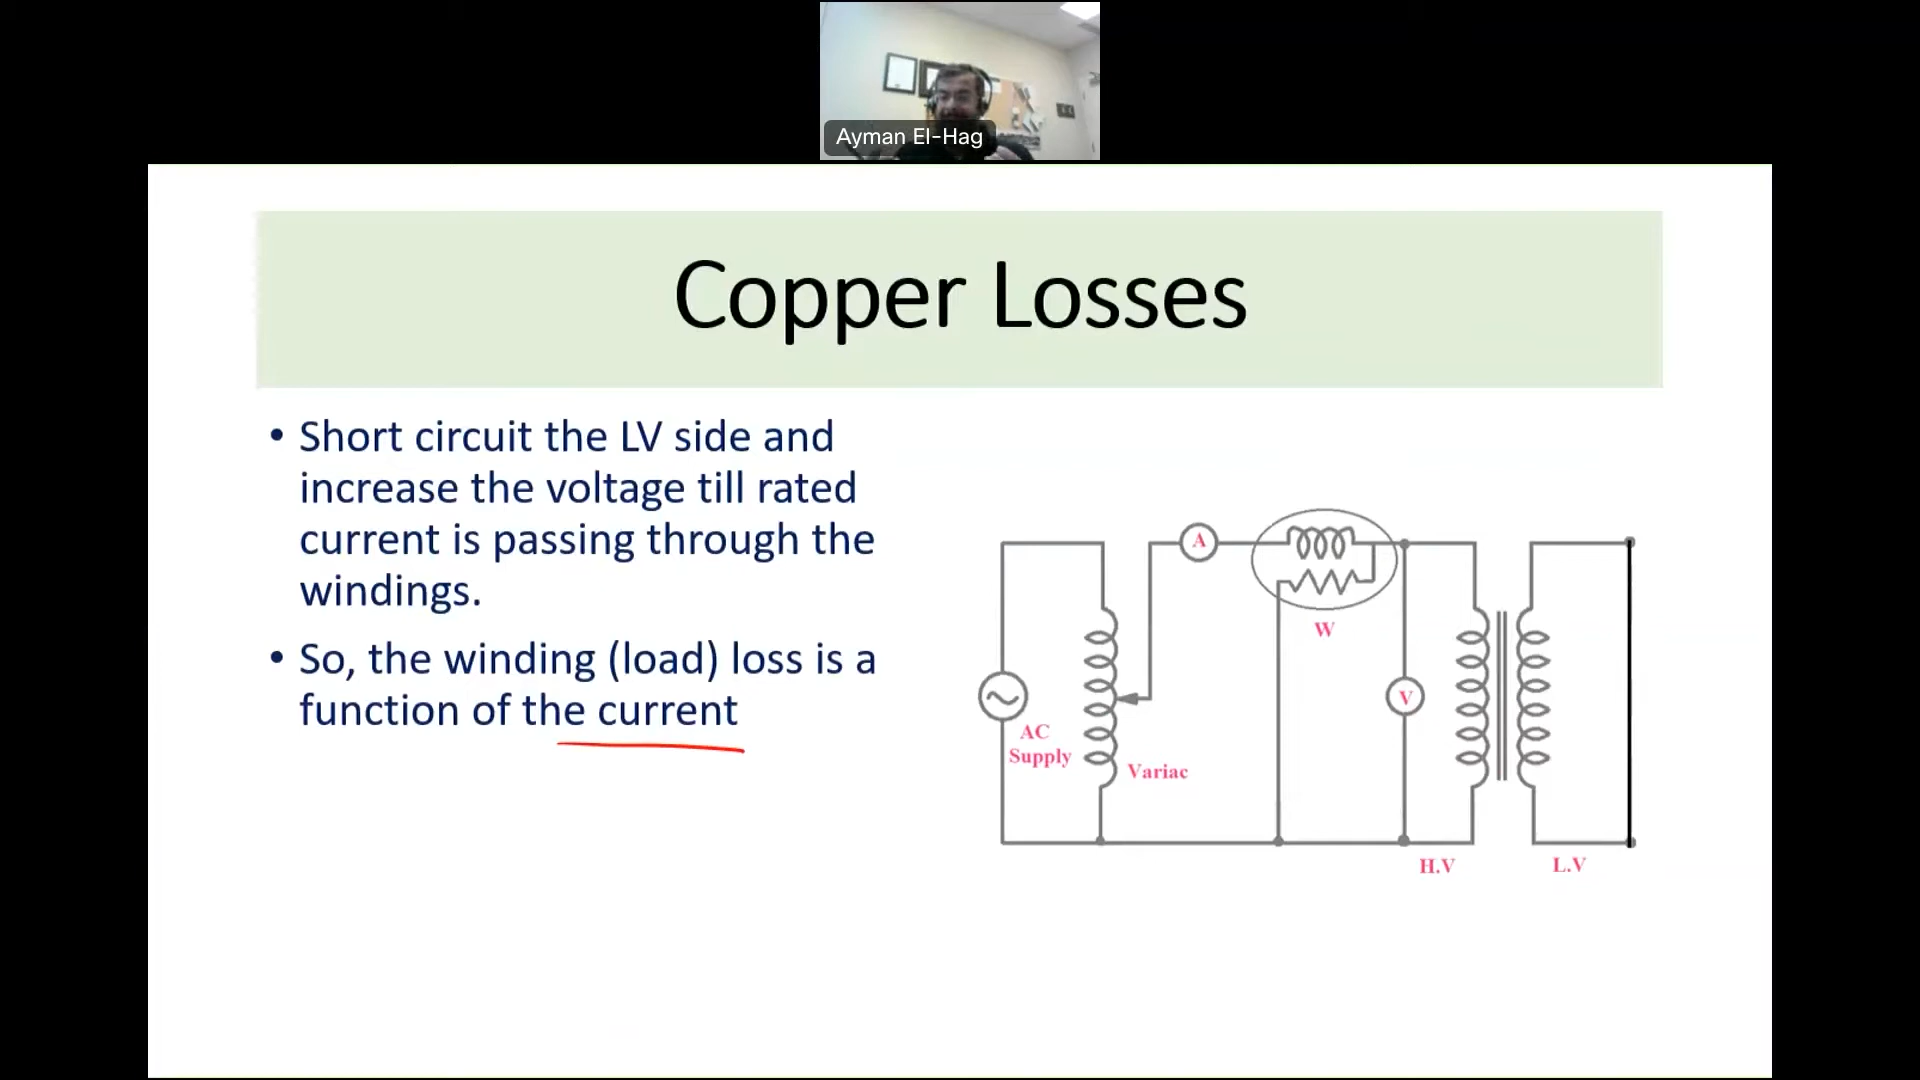 Ayman El-Hag
Copper Losses
• Short circuit the LV side and
increase the voltage till rated
current is passing through the
windings.
• So, the winding (load) loss is a
function of the current
A
W
V
AC
Supply
Variac
H.V
L.V